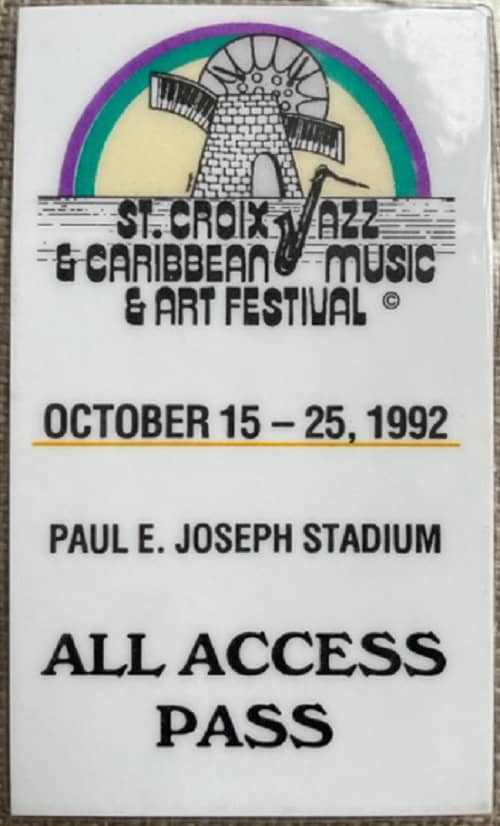 ST. CROIX JAZZ
& CARIBBEAN MUSIC
& ART FESTIVAL ©
OCTOBER 15 – 25, 1992
PAUL E. JOSEPH STADIUM
ALL ACCESS
PASS